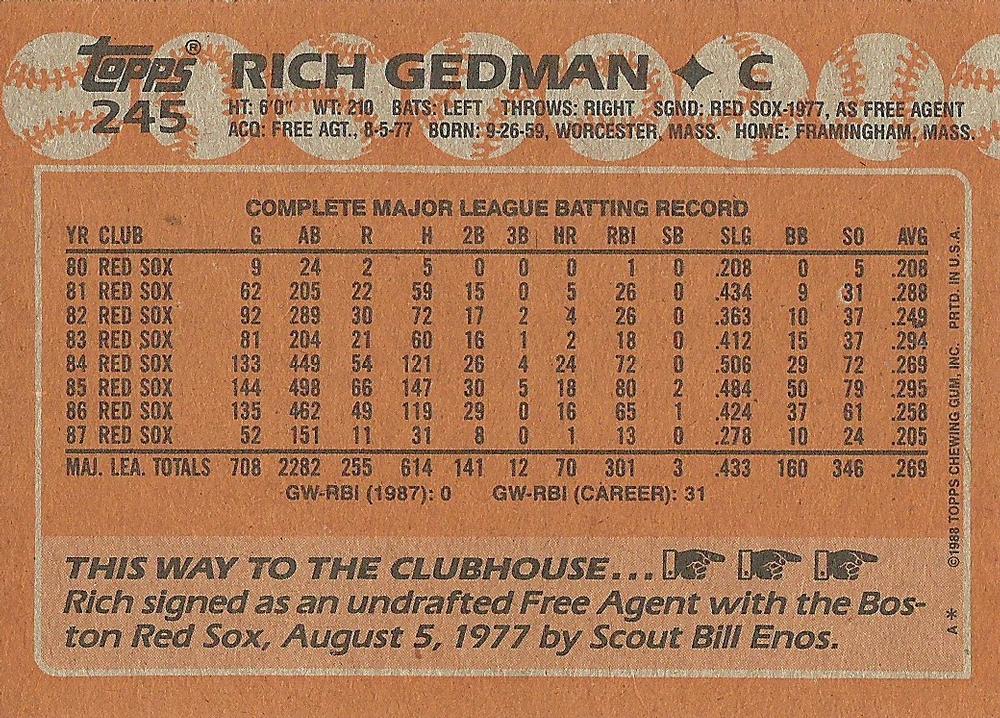 topps® RICH GEDMAN ✦ C
245 HT: 6'0" WT: 210 BATS: LEFT THROWS: RIGHT SGND: RED SOX-1977, AS FREE AGENT
ACQ: FREE AGT., 8-5-77 BORN: 9-26-59, WORCESTER, MASS. HOME: FRAMINGHAM, MASS.
COMPLETE MAJOR LEAGUE BATTING RECORD
YR CLUB G AB R H 2B 3B HR RBI SB SLG BB SO AVG
80 RED SOX 9 24 2 5 0 0 0 1 0 .208 0 5 .208
81 RED SOX 62 205 22 59 15 0 5 26 0 .434 9 31 .288
82 RED SOX 92 289 30 72 17 2 4 26 0 .363 10 37 .249
83 RED SOX 81 204 21 60 16 1 2 18 0 .412 15 37 .294
84 RED SOX 133 449 54 121 26 4 24 72 0 .506 29 72 .269
85 RED SOX 144 498 66 147 30 5 18 80 2 .484 50 79 .295
86 RED SOX 135 462 49 119 29 0 16 65 1 .424 37 61 .258
87 RED SOX 52 151 11 31 8 0 1 13 0 .278 10 24 .205
MAJ. LEA. TOTALS 708 2282 255 614 141 12 70 301 3 .433 160 346 .269
GW-RBI (1987): 0 GW-RBI (CAREER): 31
THIS WAY TO THE CLUBHOUSE...
Rich signed as an undrafted Free Agent with the Bos-
ton Red Sox, August 5, 1977 by Scout Bill Enos.
A* ©1988 TOPPS CHEWING GUM, INC. PRTD. IN U.S.A.